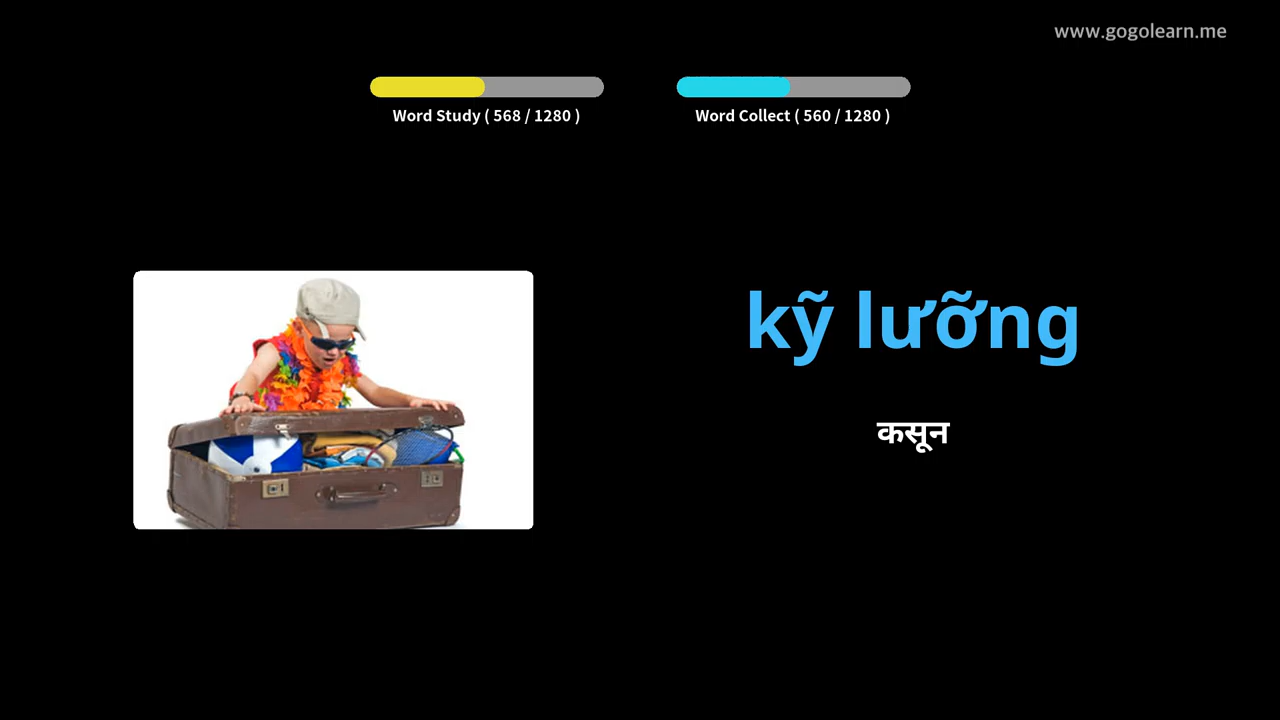 www.gogolearn.me
Word Study ( 568 / 1280 )
Word Collect ( 560 / 1280 )
kỹ lưỡng
कसून